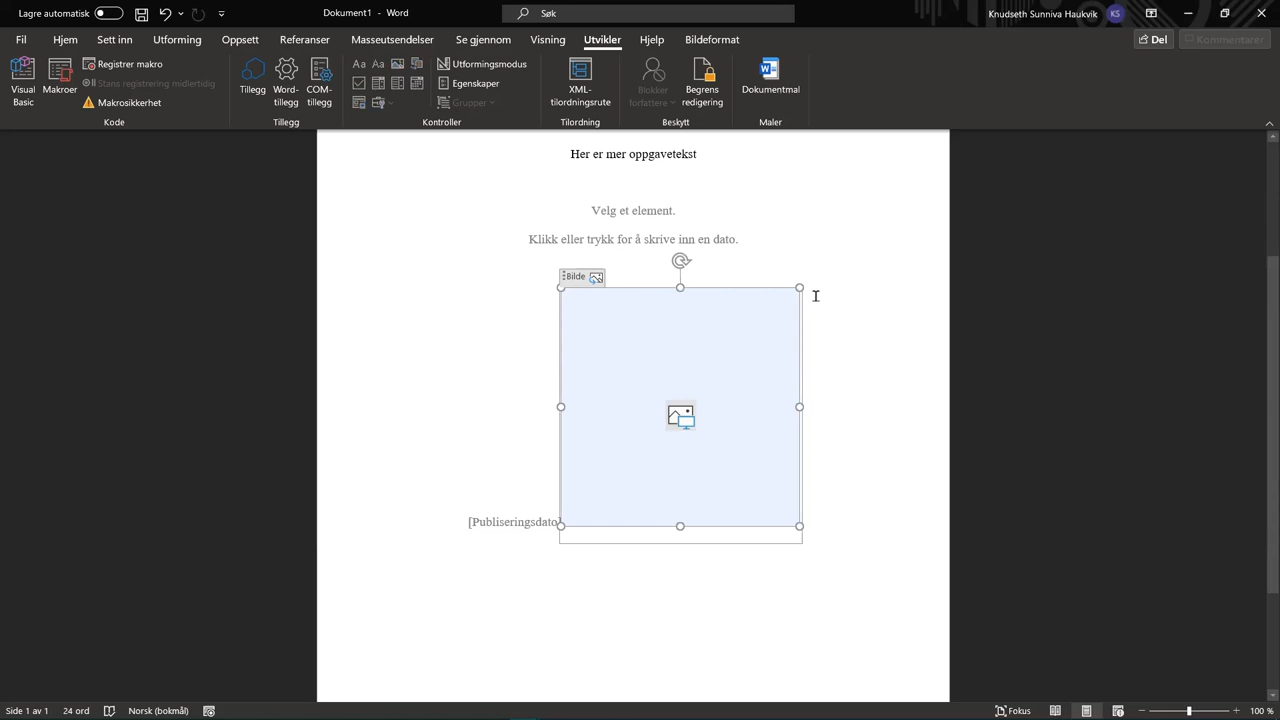 Lagre automatisk Dokument1 - Word Søk Knudseth Sunniva Haukvik KS
Fil Hjem Sett inn Utforming Oppsett Referanser Masseutsendelser Se gjennom Visning Utvikler Hjelp Bildeformat Del Kommentarer
Visual Basic
Makroer
Registrer makro
Stans registrering midlertidig
Makrosikkerhet
Kode
Tillegg
Word-tillegg
COM-tillegg
Tillegg
Aa Aa
Utformingsmodus
Egenskaper
Grupper
Kontroller
XML-tilordningsrute
Tilordning
Blokker forfattere
Begrens redigering
Beskytt
Dokumentmal
Maler
Her er mer oppgavetekst
Velg et element.
Klikk eller trykk for å skrive inn en dato.
Bilde
[Publiseringsdato]
Side 1 av 1 24 ord Norsk (bokmål) Fokus 100 %